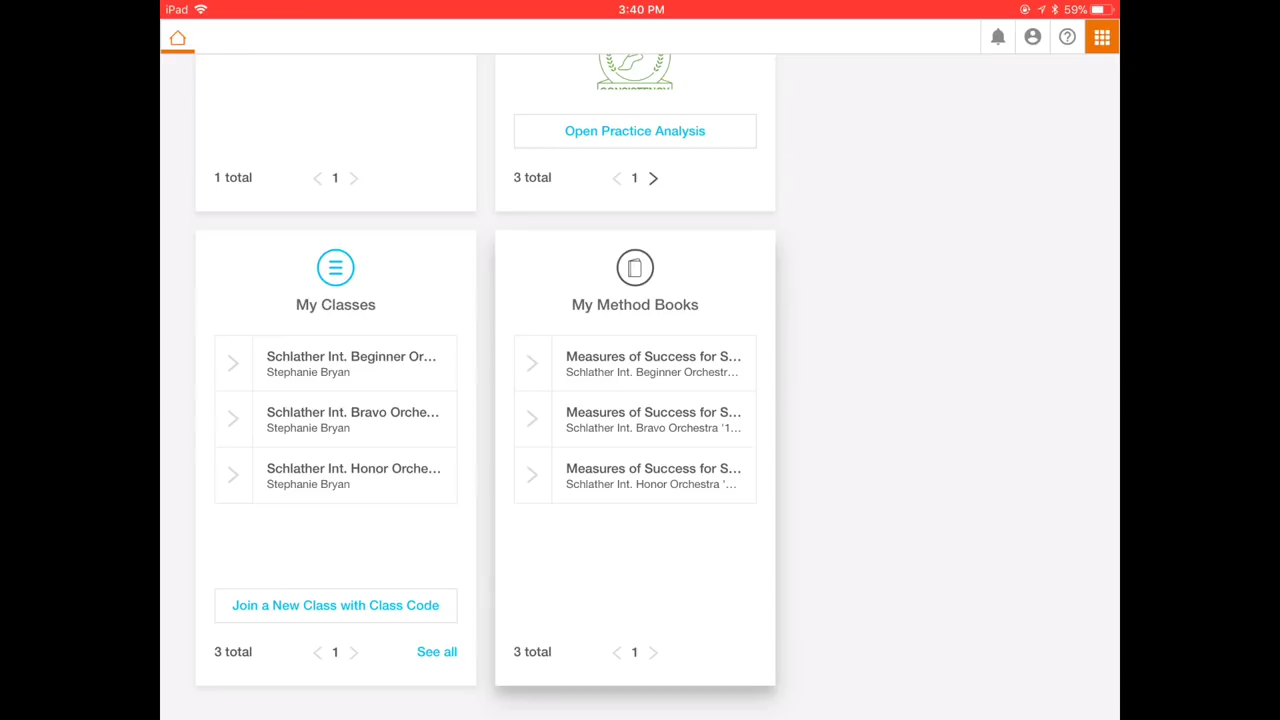 iPad 3:40 PM 59%
CONSISTENCY
Open Practice Analysis
1 total 1
3 total 1
My Classes
Schlather Int. Beginner Or...
Stephanie Bryan
Schlather Int. Bravo Orche...
Stephanie Bryan
Schlather Int. Honor Orche...
Stephanie Bryan
Join a New Class with Class Code
3 total 1 See all
My Method Books
Measures of Success for S...
Schlather Int. Beginner Orchestr...
Measures of Success for S...
Schlather Int. Bravo Orchestra '1...
Measures of Success for S...
Schlather Int. Honor Orchestra '...
3 total 1